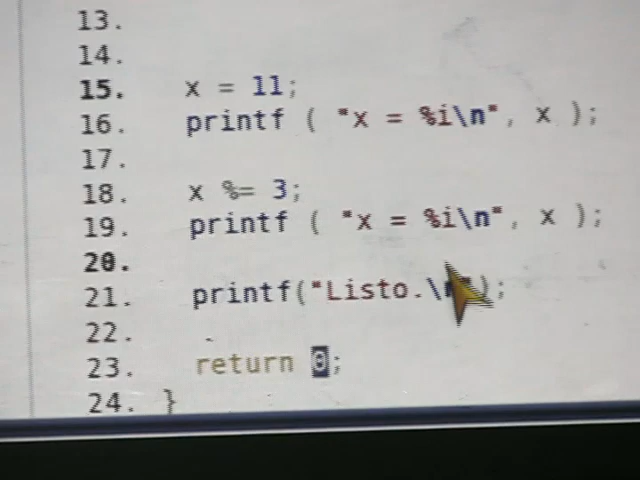 13.
14.
15. x = 11;
16. printf ( "x = %i\n", x );
17.
18. x %= 3;
19. printf ( "x = %i\n", x );
20.
21. printf("Listo.\n");
22.
23. return 0;
24. }